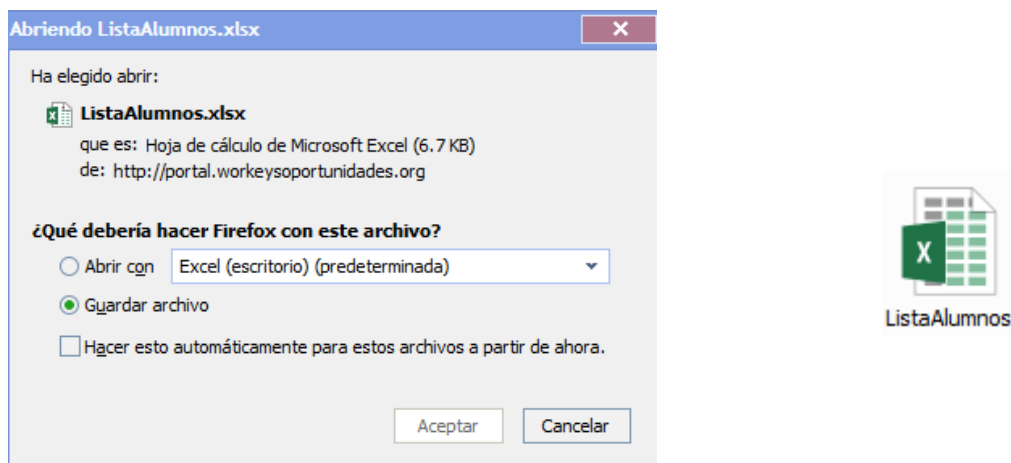 Abriendo ListaAlumnos.xlsx
Ha elegido abrir:
ListaAlumnos.xlsx
que es: Hoja de cálculo de Microsoft Excel (6.7 KB)
de: http://portal.workeysoportunidades.org
¿Qué debería hacer Firefox con este archivo?
Abrir con Excel (escritorio) (predeterminada)
Guardar archivo
Hacer esto automáticamente para estos archivos a partir de ahora.
Aceptar Cancelar
X
ListaAlumnos